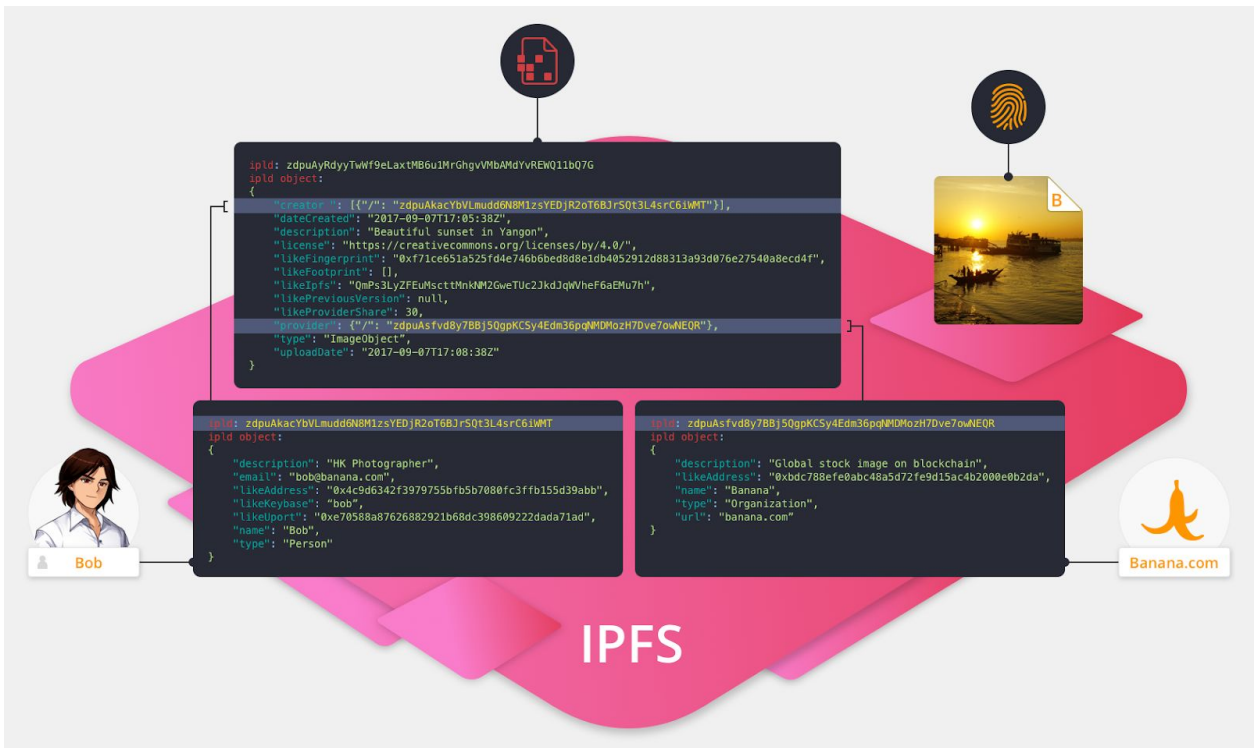 ipld: zdpuAyRdyyTwWf9eLaxtMB6u1MrGhgvVMbAMdYvREWQ11bQ7G
ipld object:
{
"creator ": [{"/": "zdpuAkacYbVLmudd6N8M1zsYEDjR2oT6BJrSQt3L4srC6iWMT"}],
"dateCreated": "2017-09-07T17:05:38Z",
"description": "Beautiful sunset in Yangon",
"license": "https://creativecommons.org/licenses/by/4.0/",
"likeFingerprint": "0xf71ce651a525fd4e746b6bed8d8e1db4052912d88313a93d076e27540a8ecd4f",
"likeFootprint": [],
"likeIpfs": "QmPs3LyZFEuMscttMnkNM2GweTUc2JkdJqWVheF6aEMu7h",
"likePreviousVersion": null,
"likeProviderShare": 30,
"provider": {"/": "zdpuAsfvd8y7BBj5QgpKCSy4Edm36pqNMDMozH7Dve7owNEQR"},
"type": "ImageObject",
"uploadDate": "2017-09-07T17:08:38Z"
}
B
ipld: zdpuAkacYbVLmudd6N8M1zsYEDjR2oT6BJrSQt3L4srC6iWMT
ipld object:
{
"description": "HK Photographer",
"email": "bob@banana.com",
"likeAddress": "0x4c9d6342f3979755bfb5b7080fc3ffb155d39abb",
"likeKeybase": "bob",
"likeUport": "0xe70588a87626882921b68dc398609222dada71ad",
"name": "Bob",
"type": "Person"
}
Bob
ipld: zdpuAsfvd8y7BBj5QgpKCSy4Edm36pqNMDMozH7Dve7owNEQR
ipld object:
{
"description": "Global stock image on blockchain",
"likeAddress": "0xbdc788efe0abc48a5d72fe9d15ac4b2000e0b2da",
"name": "Banana",
"type": "Organization",
"url": "banana.com"
}
Banana.com
IPFS